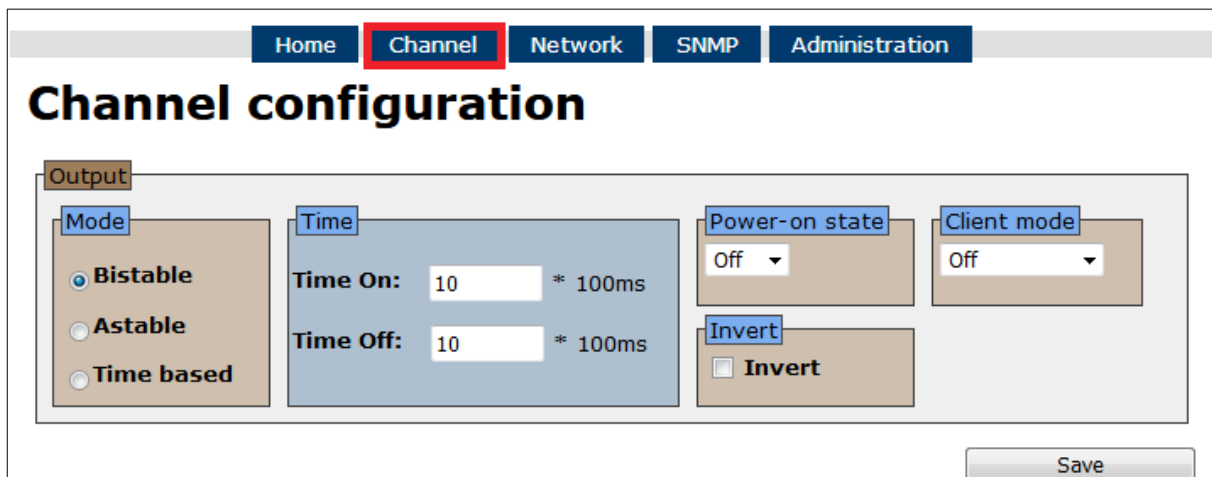 Home Channel Network SNMP Administration
Channel configuration
Output
Mode
Bistable
Astable
Time based
Time
Time On: 10 * 100ms
Time Off: 10 * 100ms
Power-on state
Off
Invert
Invert
Client mode
Off
Save